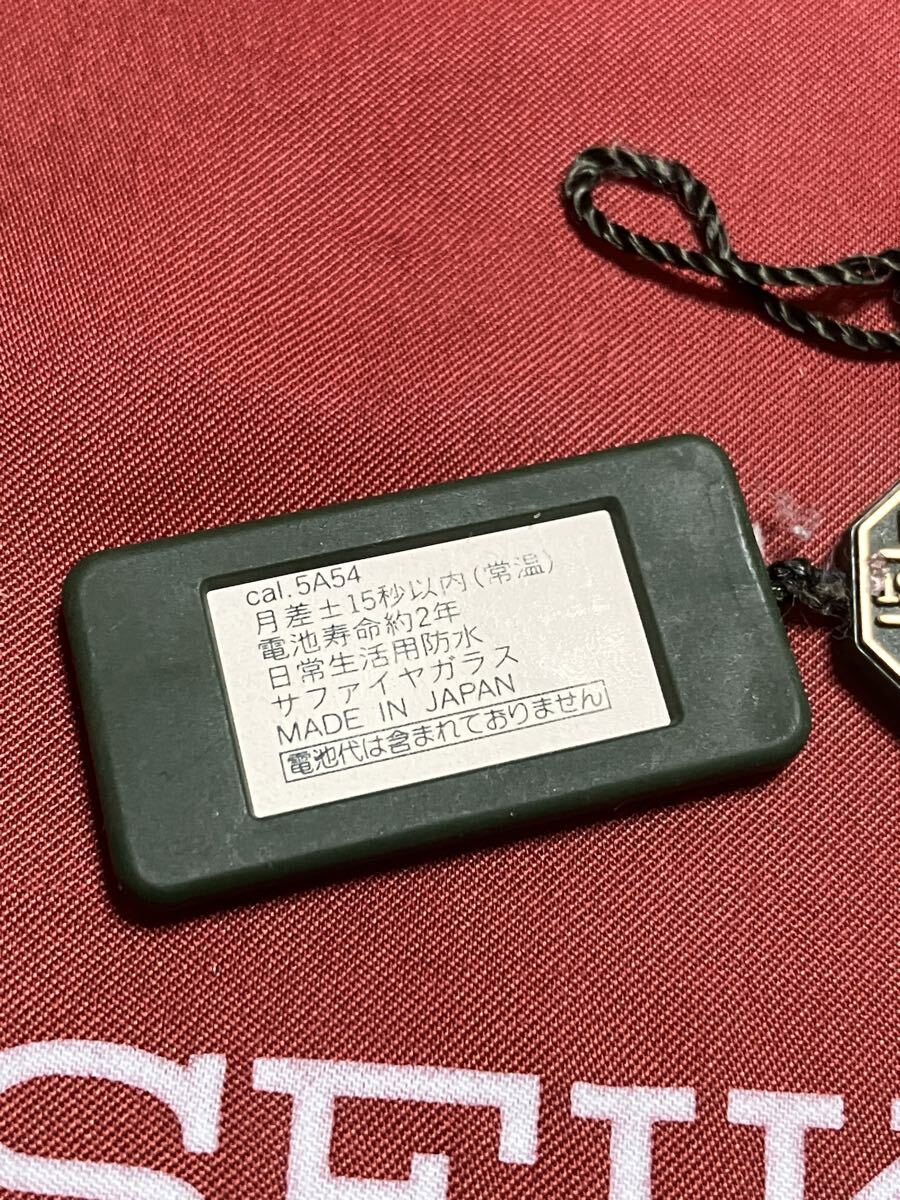 cal.5A54
月差±15秒以内(常温)
電池寿命約2年
日常生活用防水
サファイヤガラス
MADE IN JAPAN
電池代は含まれておりません
SEIK